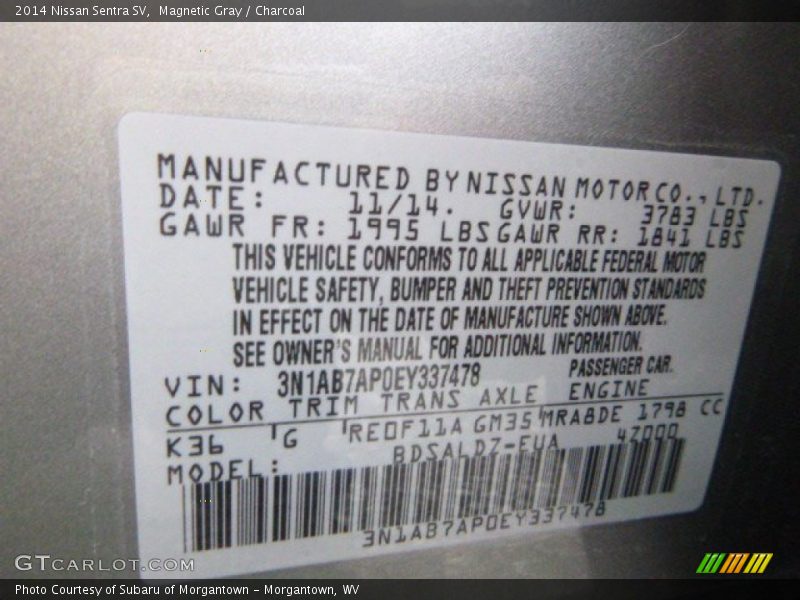 2014 Nissan Sentra SV, Magnetic Gray / Charcoal
MANUFACTURED BY NISSAN MOTOR CO., LTD.
DATE: 11/14. GVWR: 3783 LBS
GAWR FR: 1995 LBS GAWR RR: 1841 LBS
THIS VEHICLE CONFORMS TO ALL APPLICABLE FEDERAL MOTOR
VEHICLE SAFETY, BUMPER AND THEFT PREVENTION STANDARDS
IN EFFECT ON THE DATE OF MANUFACTURE SHOWN ABOVE.
SEE OWNER'S MANUAL FOR ADDITIONAL INFORMATION.
VIN: 3N1AB7AP0EY337478 PASSENGER CAR.
COLOR TRIM TRANS AXLE ENGINE
K36 G RE0F11A GM35 MRA8DE 1798 CC
MODEL: BDSALDZ-EUA 47000
3N1AB7AP0EY337478
GTCARLOT.COM
Photo Courtesy of Subaru of Morgantown - Morgantown, WV